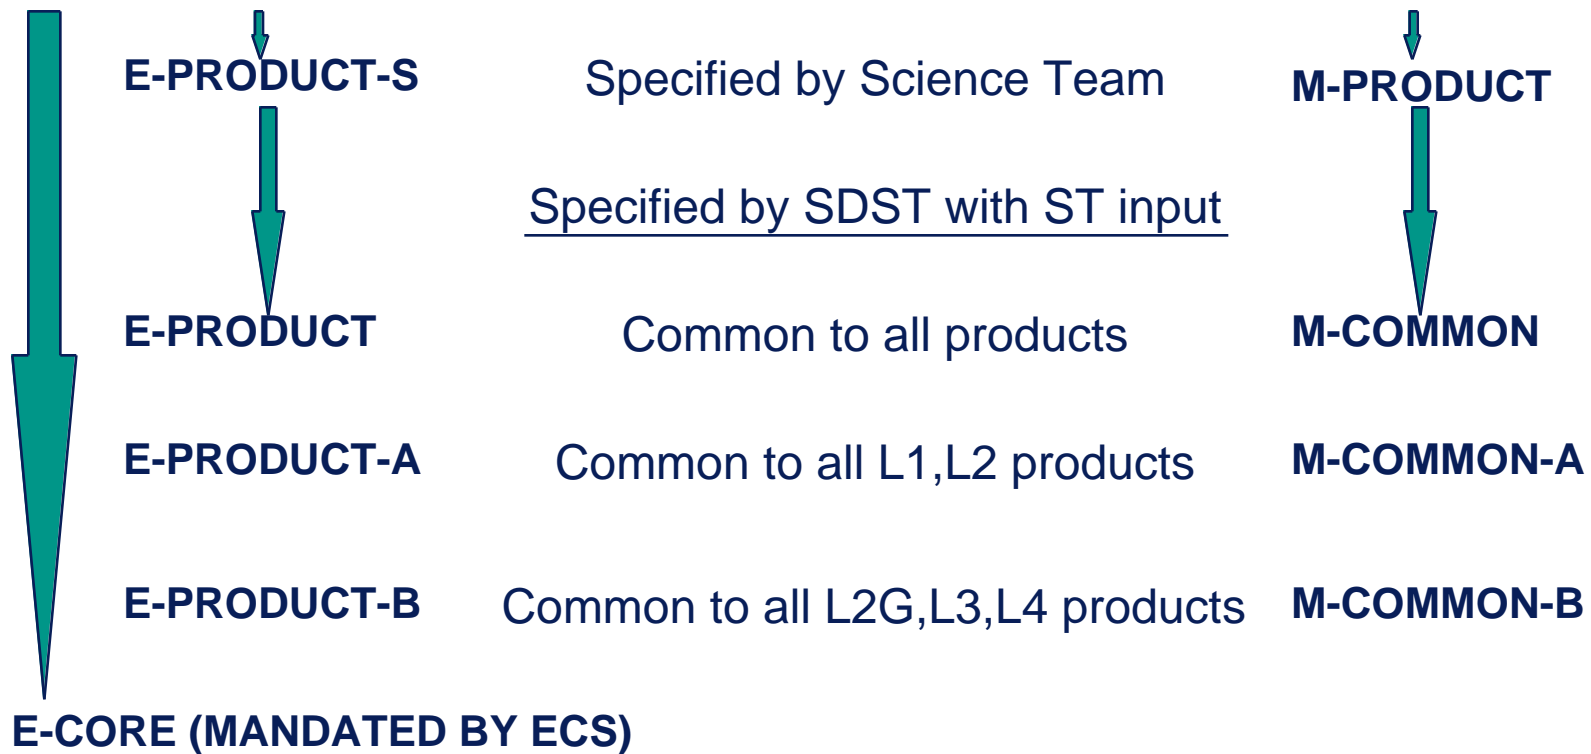 E-PRODUCT-S Specified by Science Team M-PRODUCT
Specified by SDST with ST input
E-PRODUCT Common to all products M-COMMON
E-PRODUCT-A Common to all L1,L2 products M-COMMON-A
E-PRODUCT-B Common to all L2G,L3,L4 products M-COMMON-B
E-CORE (MANDATED BY ECS)